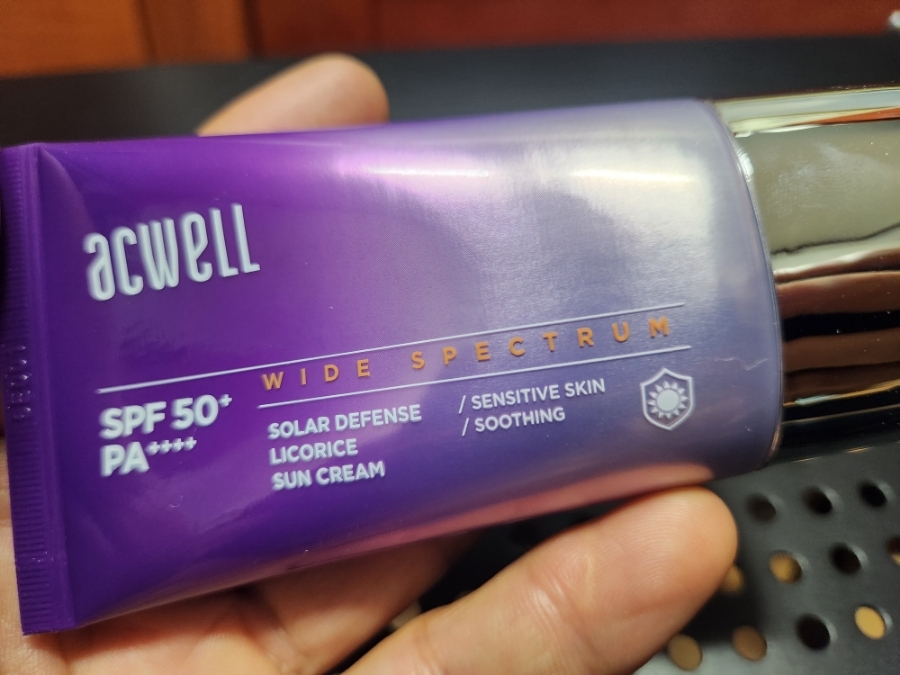 acwell
WIDE SPECTRUM
SPF 50+
PA++++
SOLAR DEFENSE
LICORICE
SUN CREAM
/ SENSITIVE SKIN
/ SOOTHING